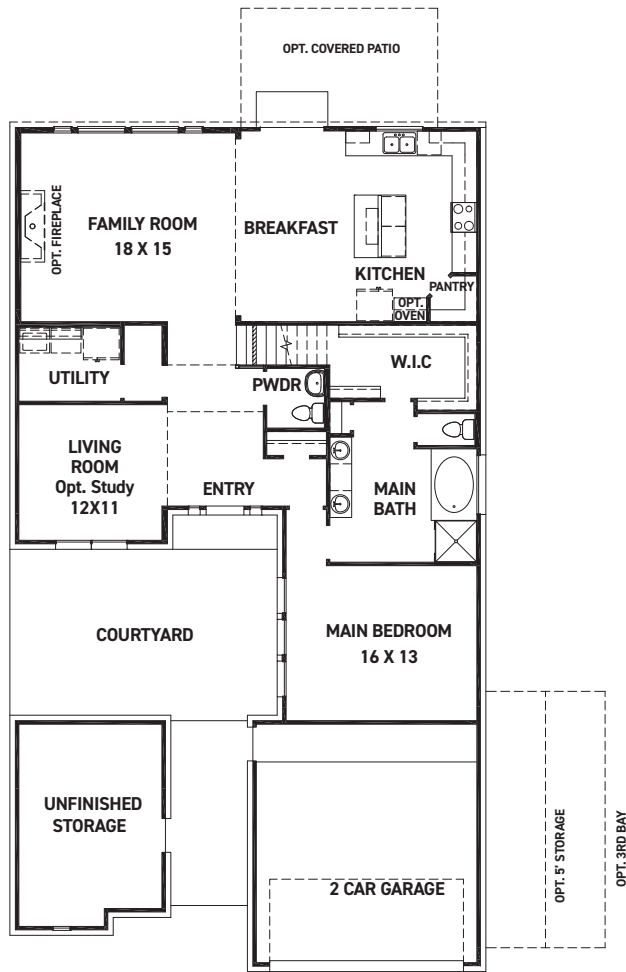 OPT. COVERED PATIO
OPT. FIREPLACE
FAMILY ROOM
18 X 15
BREAKFAST
KITCHEN
PANTRY
OPT.
OVEN
UTILITY
PWDR
W.I.C
LIVING
ROOM
Opt. Study
12X11
ENTRY
MAIN
BATH
COURTYARD
MAIN BEDROOM
16 X 13
UNFINISHED
STORAGE
2 CAR GARAGE
OPT. 5' STORAGE
OPT. 3RD BAY